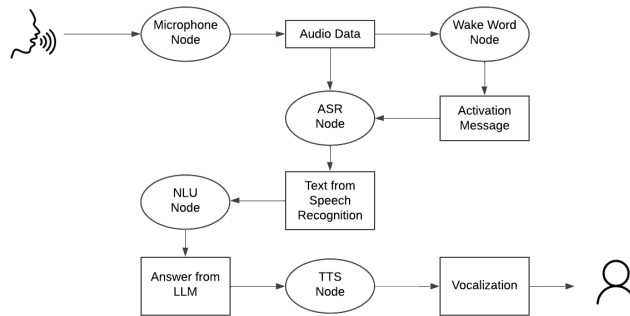 Microphone
Node
Audio Data
Wake Word
Node
ASR
Node
Activation
Message
NLU
Node
Text from
Speech
Recognition
Answer from
LLM
TTS
Node
Vocalization